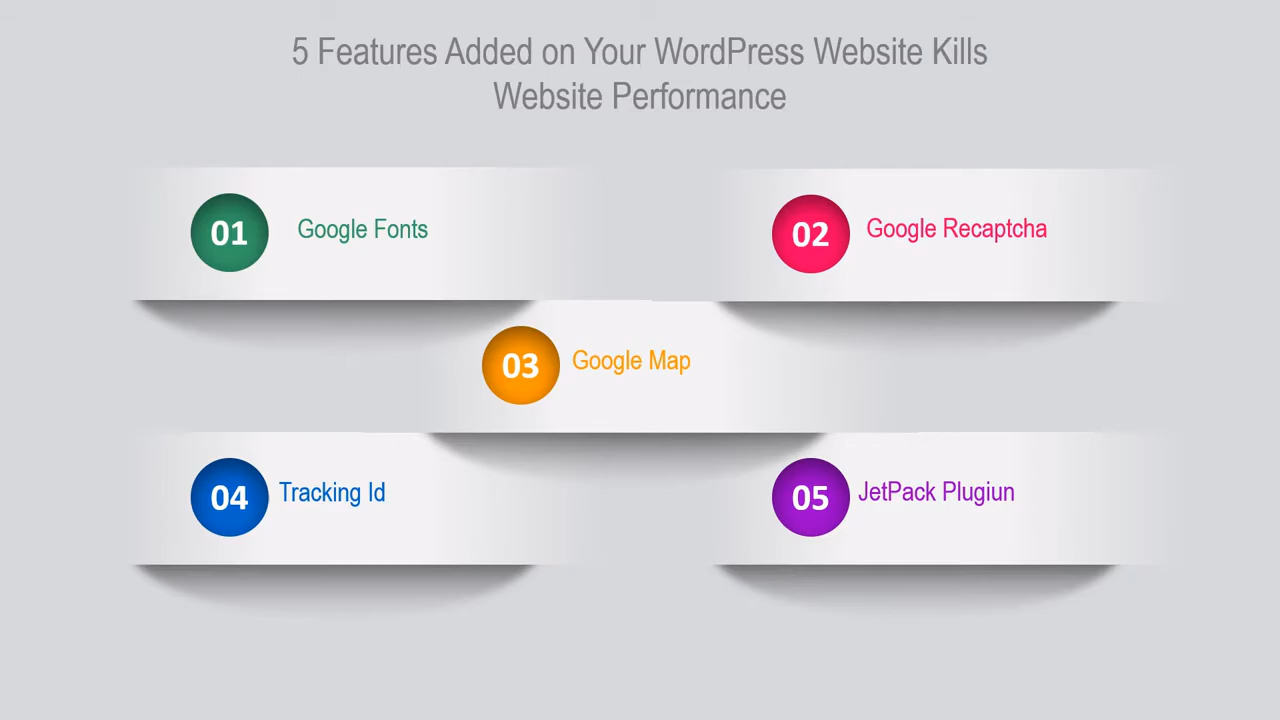 5 Features Added on Your WordPress Website Kills
Website Performance
01 Google Fonts
02 Google Recaptcha
03 Google Map
04 Tracking Id
05 JetPack Plugiun